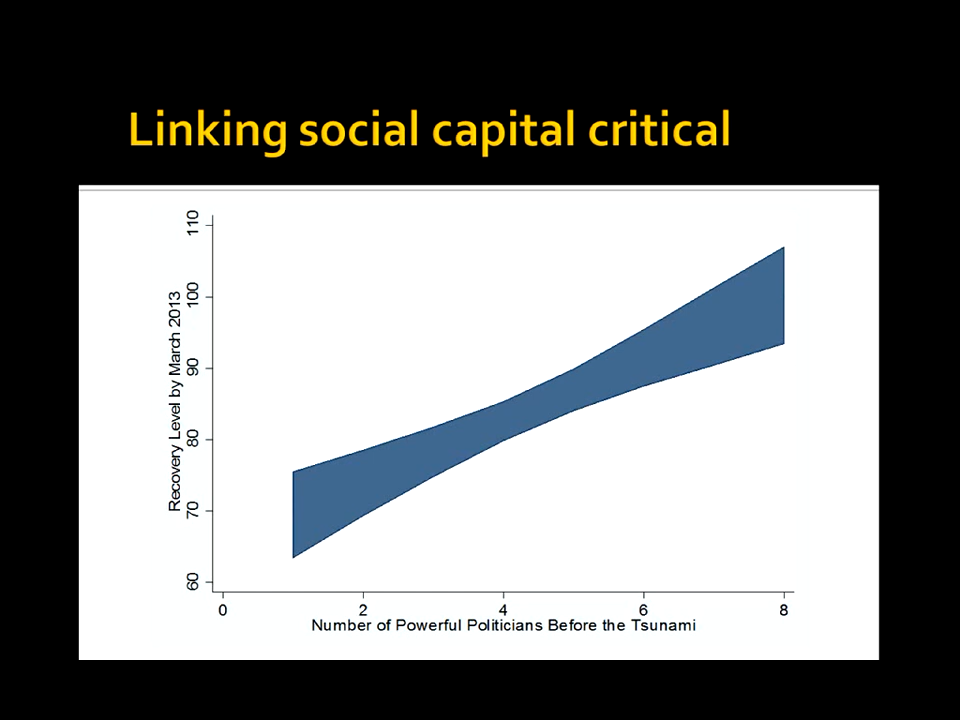 Linking social capital critical
110
100
90
80
70
60
Recovery Level by March 2013
0 2 4 6 8
Number of Powerful Politicians Before the Tsunami